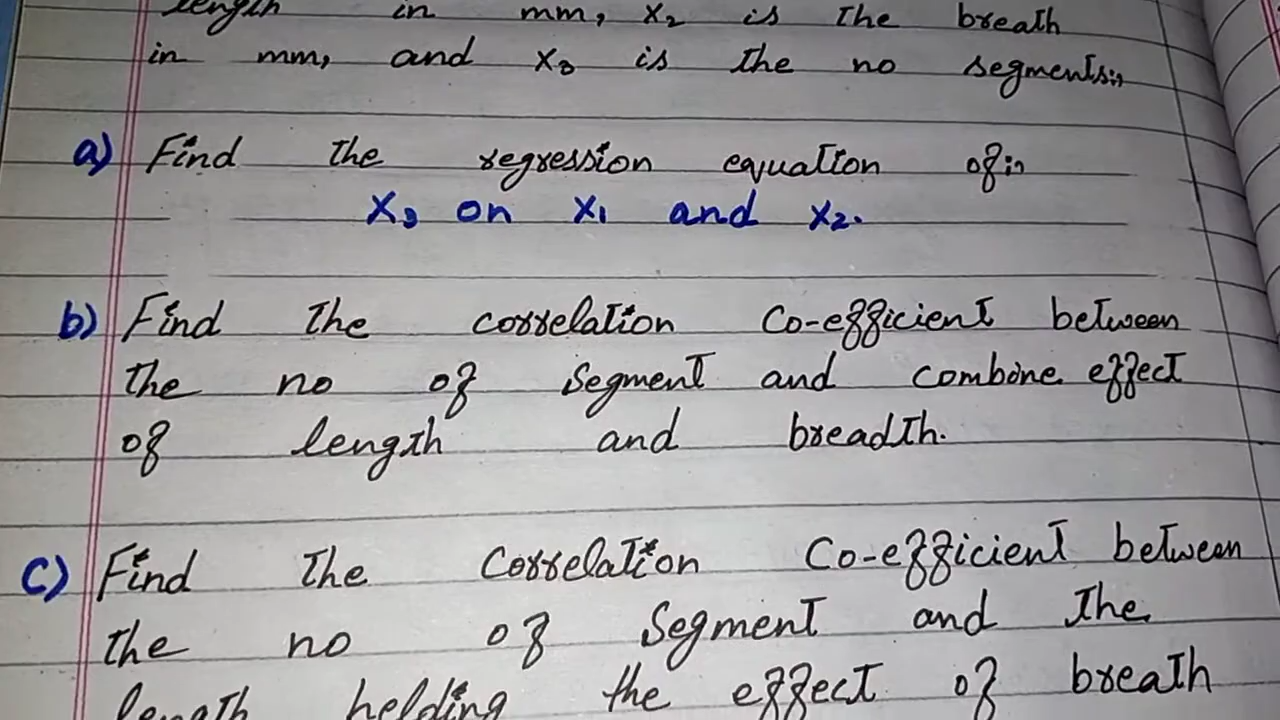 length in mm, X₂ is the breath
in mm, and X₃ is the no segments:,
a) Find the regression equation of:,
X₃ on X₁ and X₂.
b) Find the correlation Co-efficient between
the no of Segment and combine effect
of length and breadth.
c) Find the Correlation Co-efficient between
the no of Segment and the
length helding the effect of breath